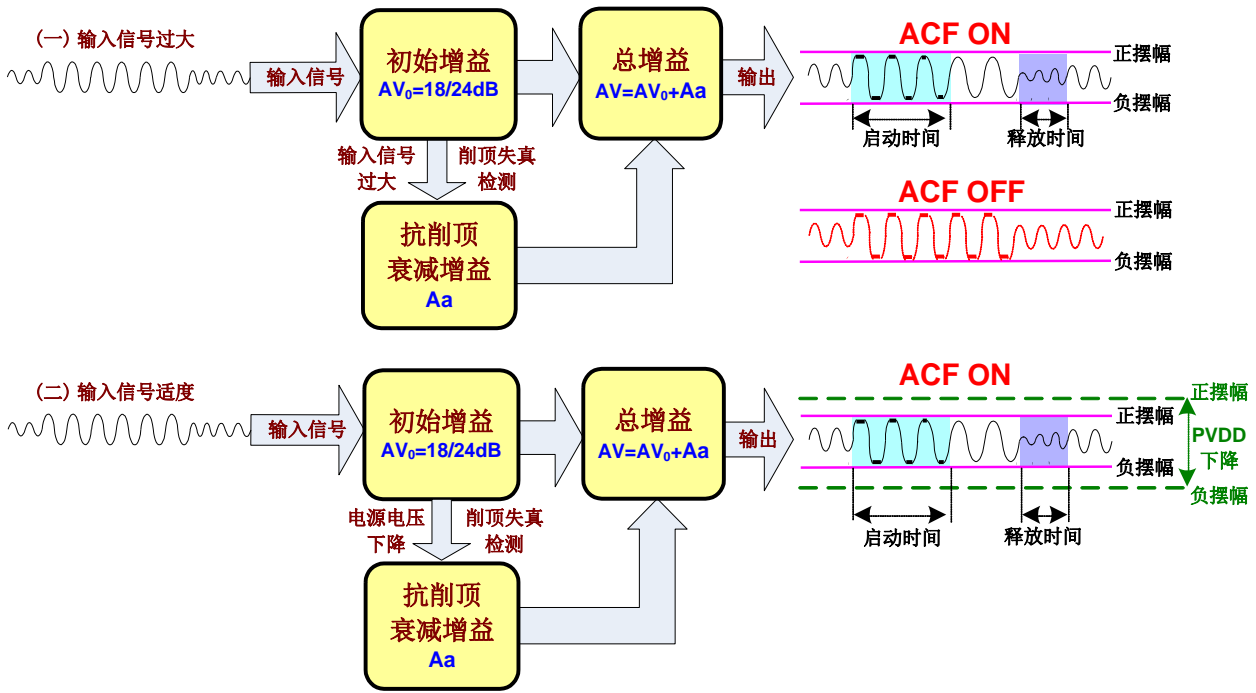 (一) 输入信号过大
输入信号
初始增益
AV₀=18/24dB
总增益
AV=AV₀+Aa
输出
ACF ON
正摆幅
负摆幅
启动时间
释放时间
输入信号
过大
削顶失真
检测
抗削顶
衰减增益
Aa
ACF OFF
正摆幅
负摆幅
(二) 输入信号适度
输入信号
初始增益
AV₀=18/24dB
总增益
AV=AV₀+Aa
输出
ACF ON
正摆幅
正摆幅
PVDD
下降
负摆幅
负摆幅
启动时间
释放时间
电源电压
下降
削顶失真
检测
抗削顶
衰减增益
Aa